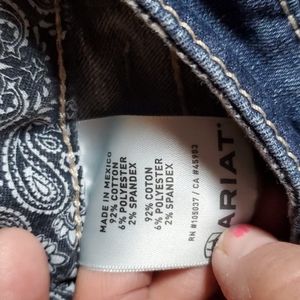 MADE IN MEXICO
92% COTTON
6% POLYESTER
2% SPANDEX
92% COTON
6% POLYESTER
2% SPANDEX
RN #105037 / CA #45983
ARIAT